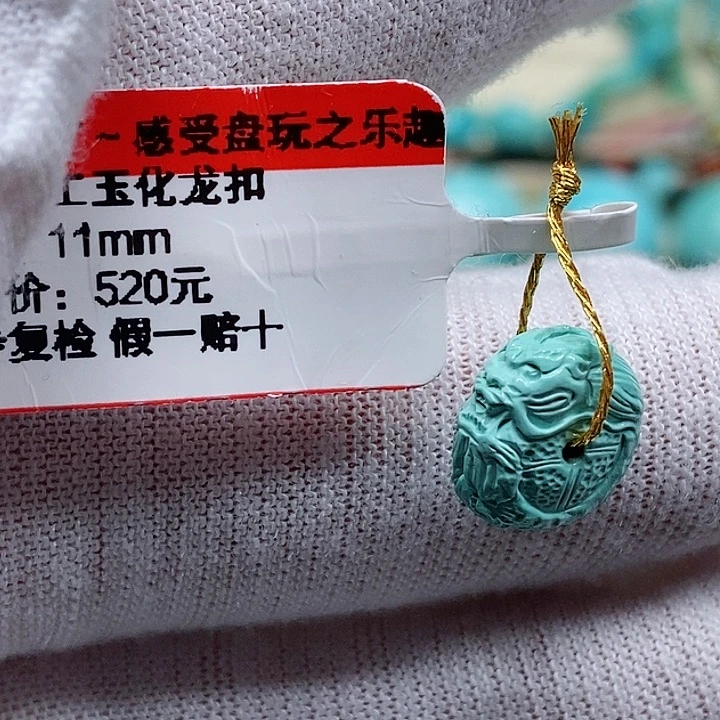 ~感受盘玩之乐趣
玉化龙扣
11mm
价：520元
复检 假一赔十